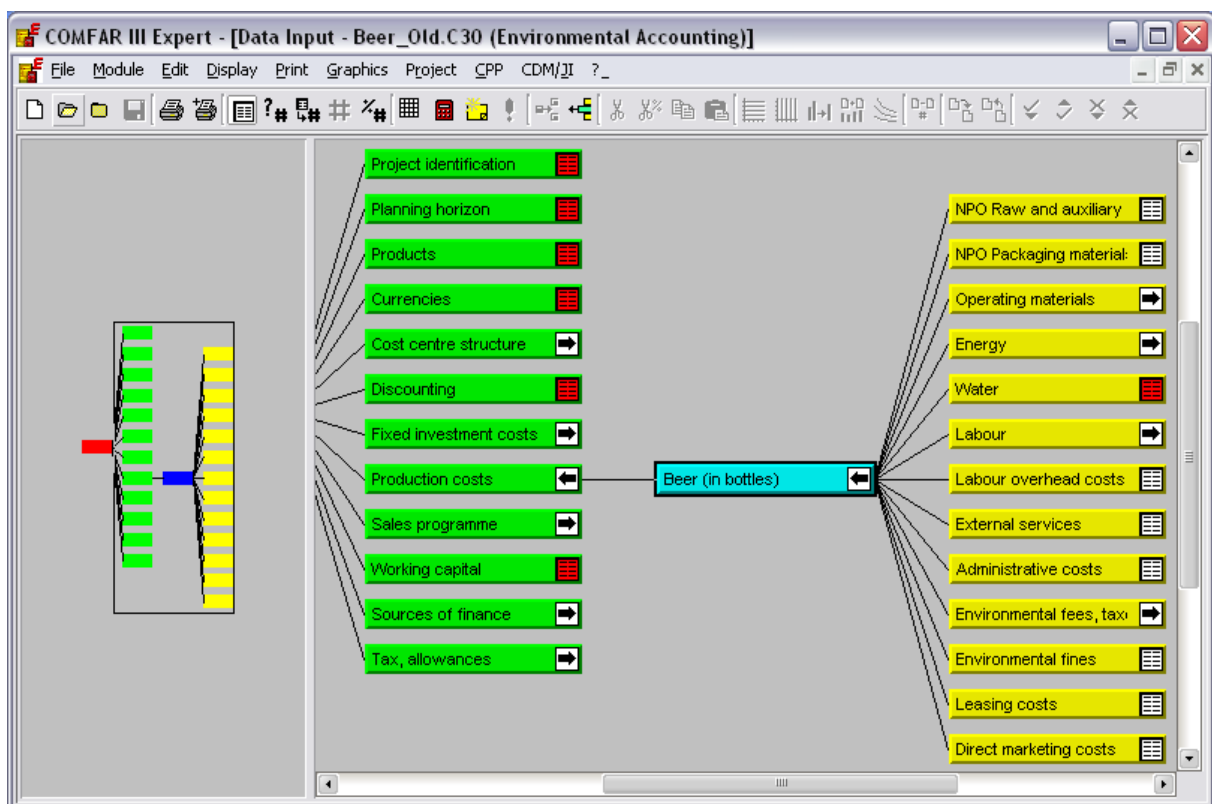 COMFAR III Expert - [Data Input - Beer_Old.C30 (Environmental Accounting)]
File Module Edit Display Print Graphics Project CPP CDM/JI ?_
Project identification
Planning horizon
Products
Currencies
Cost centre structure
Discounting
Fixed investment costs
Production costs
Sales programme
Working capital
Sources of finance
Tax, allowances
Beer (in bottles)
NPO Raw and auxiliary
NPO Packaging material
Operating materials
Energy
Water
Labour
Labour overhead costs
External services
Administrative costs
Environmental fees, tax
Environmental fines
Leasing costs
Direct marketing costs